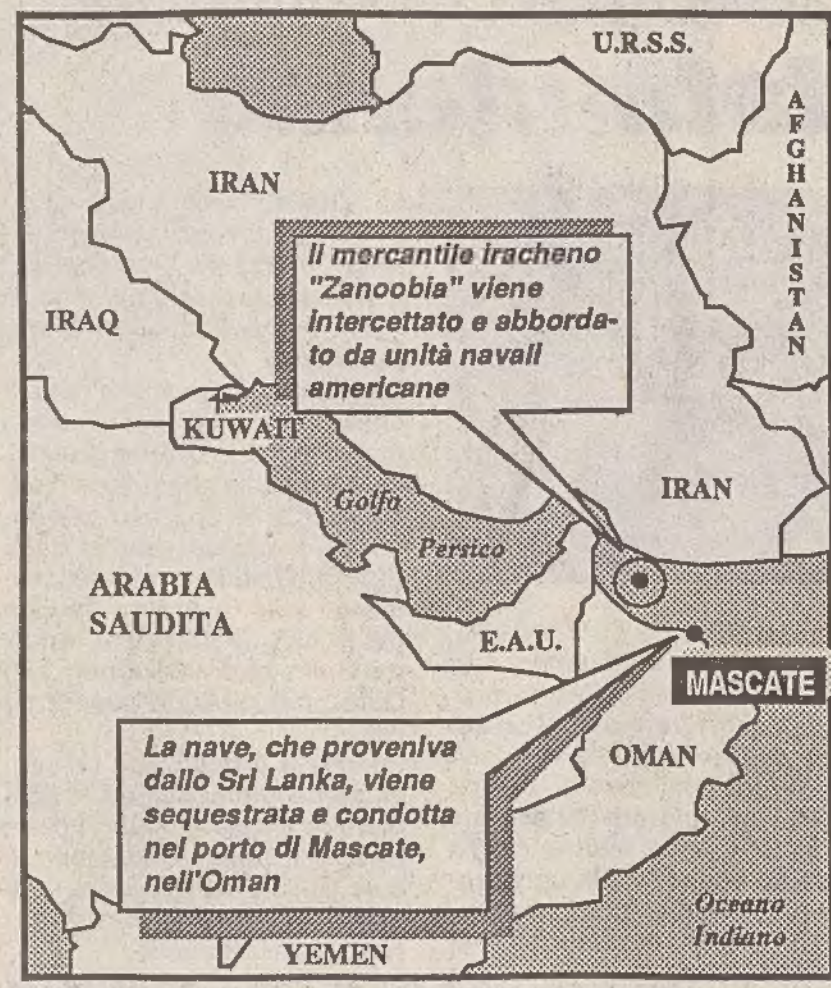 U.R.S.S.
AFGHANISTAN
IRAN
Il mercantile iracheno
"Zanoobia" viene
intercettato e abborda-
to da unità navali
americane
IRAQ
KUWAIT
IRAN
Golfo
Persico
ARABIA
SAUDITA
E.A.U.
MASCATE
La nave, che proveniva
dallo Sri Lanka, viene
sequestrata e condotta
nel porto di Mascate,
nell'Oman
OMAN
Oceano
Indiano
YEMEN